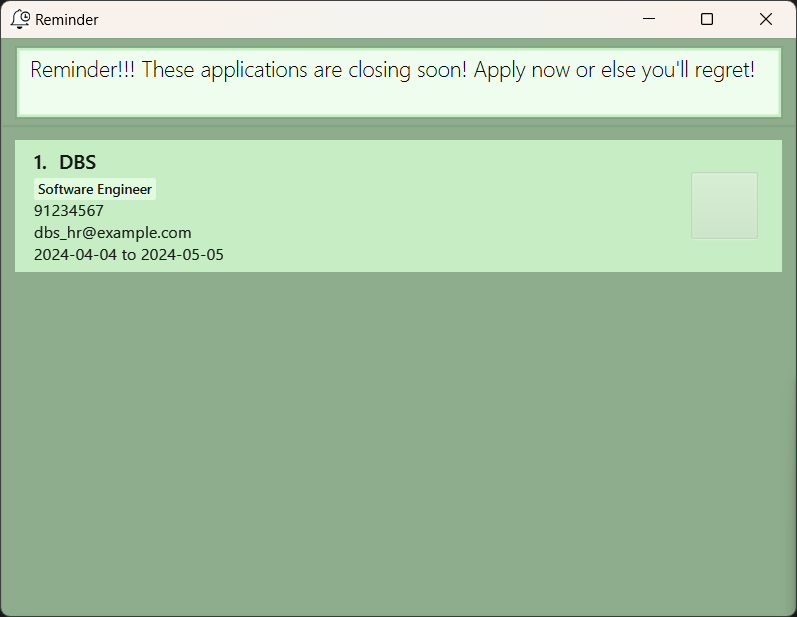 Reminder
Reminder!!! These applications are closing soon! Apply now or else you'll regret!
1. DBS
Software Engineer
91234567
dbs_hr@example.com
2024-04-04 to 2024-05-05